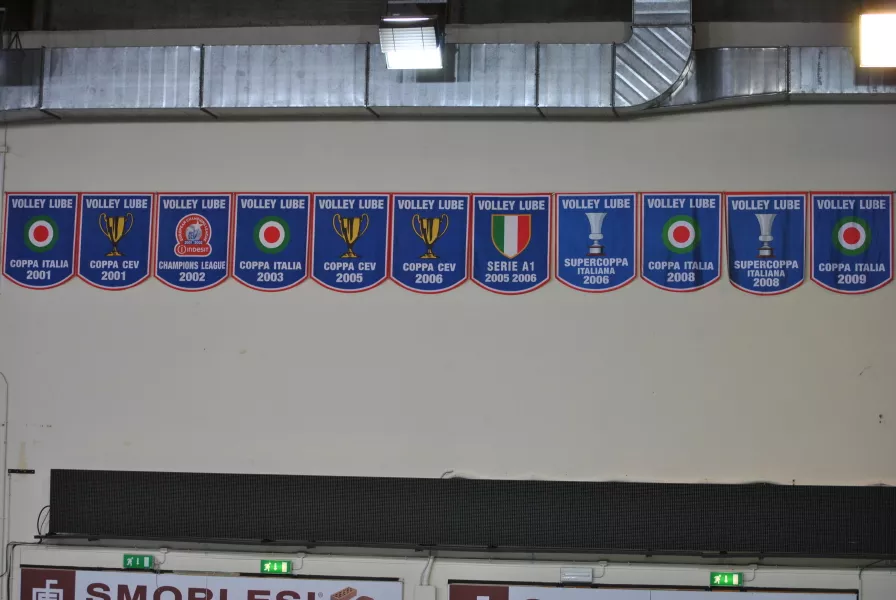 VOLLEY LUBE
COPPA ITALIA
2001
VOLLEY LUBE
COPPA CEV
2001
VOLLEY LUBE
INDESIT
CHAMPIONS LEAGUE
2002
VOLLEY LUBE
COPPA ITALIA
2003
VOLLEY LUBE
COPPA CEV
2005
VOLLEY LUBE
COPPA CEV
2006
VOLLEY LUBE
SERIE A1
2005 2006
VOLLEY LUBE
SUPERCOPPA
ITALIANA
2006
VOLLEY LUBE
COPPA ITALIA
2008
VOLLEY LUBE
SUPERCOPPA
ITALIANA
2008
VOLLEY LUBE
COPPA ITALIA
2009
SMORLESI